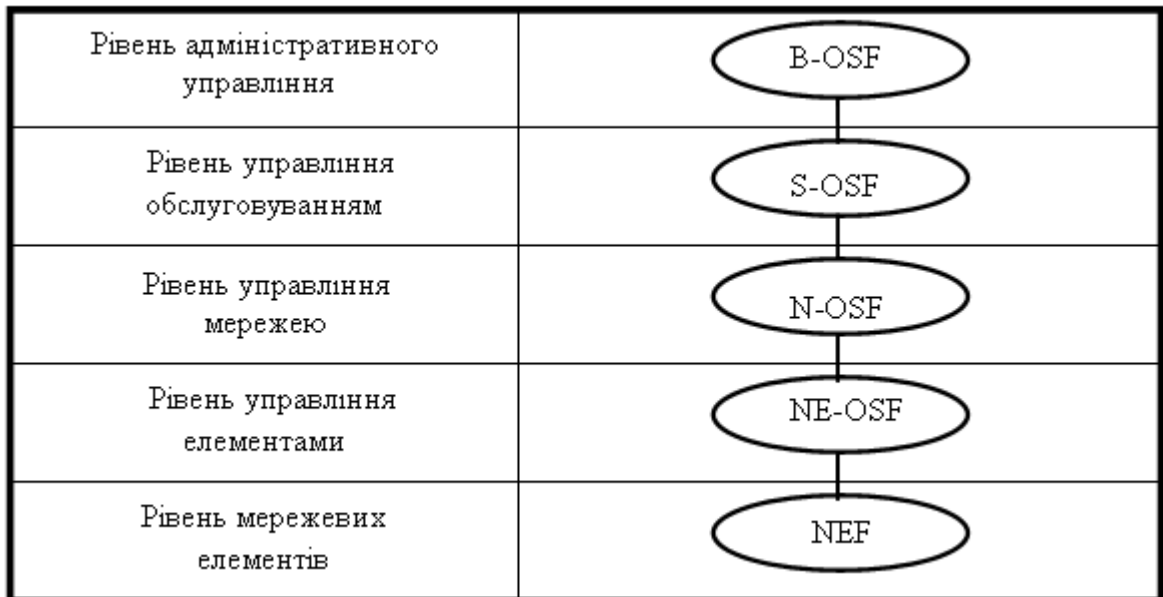 Рівень адміністративного
управління
B-OSF
Рівень управління
обслуговуванням
S-OSF
Рівень управління
мережею
N-OSF
Рівень управління
елементами
NE-OSF
Рівень мережевих
елементів
NEF